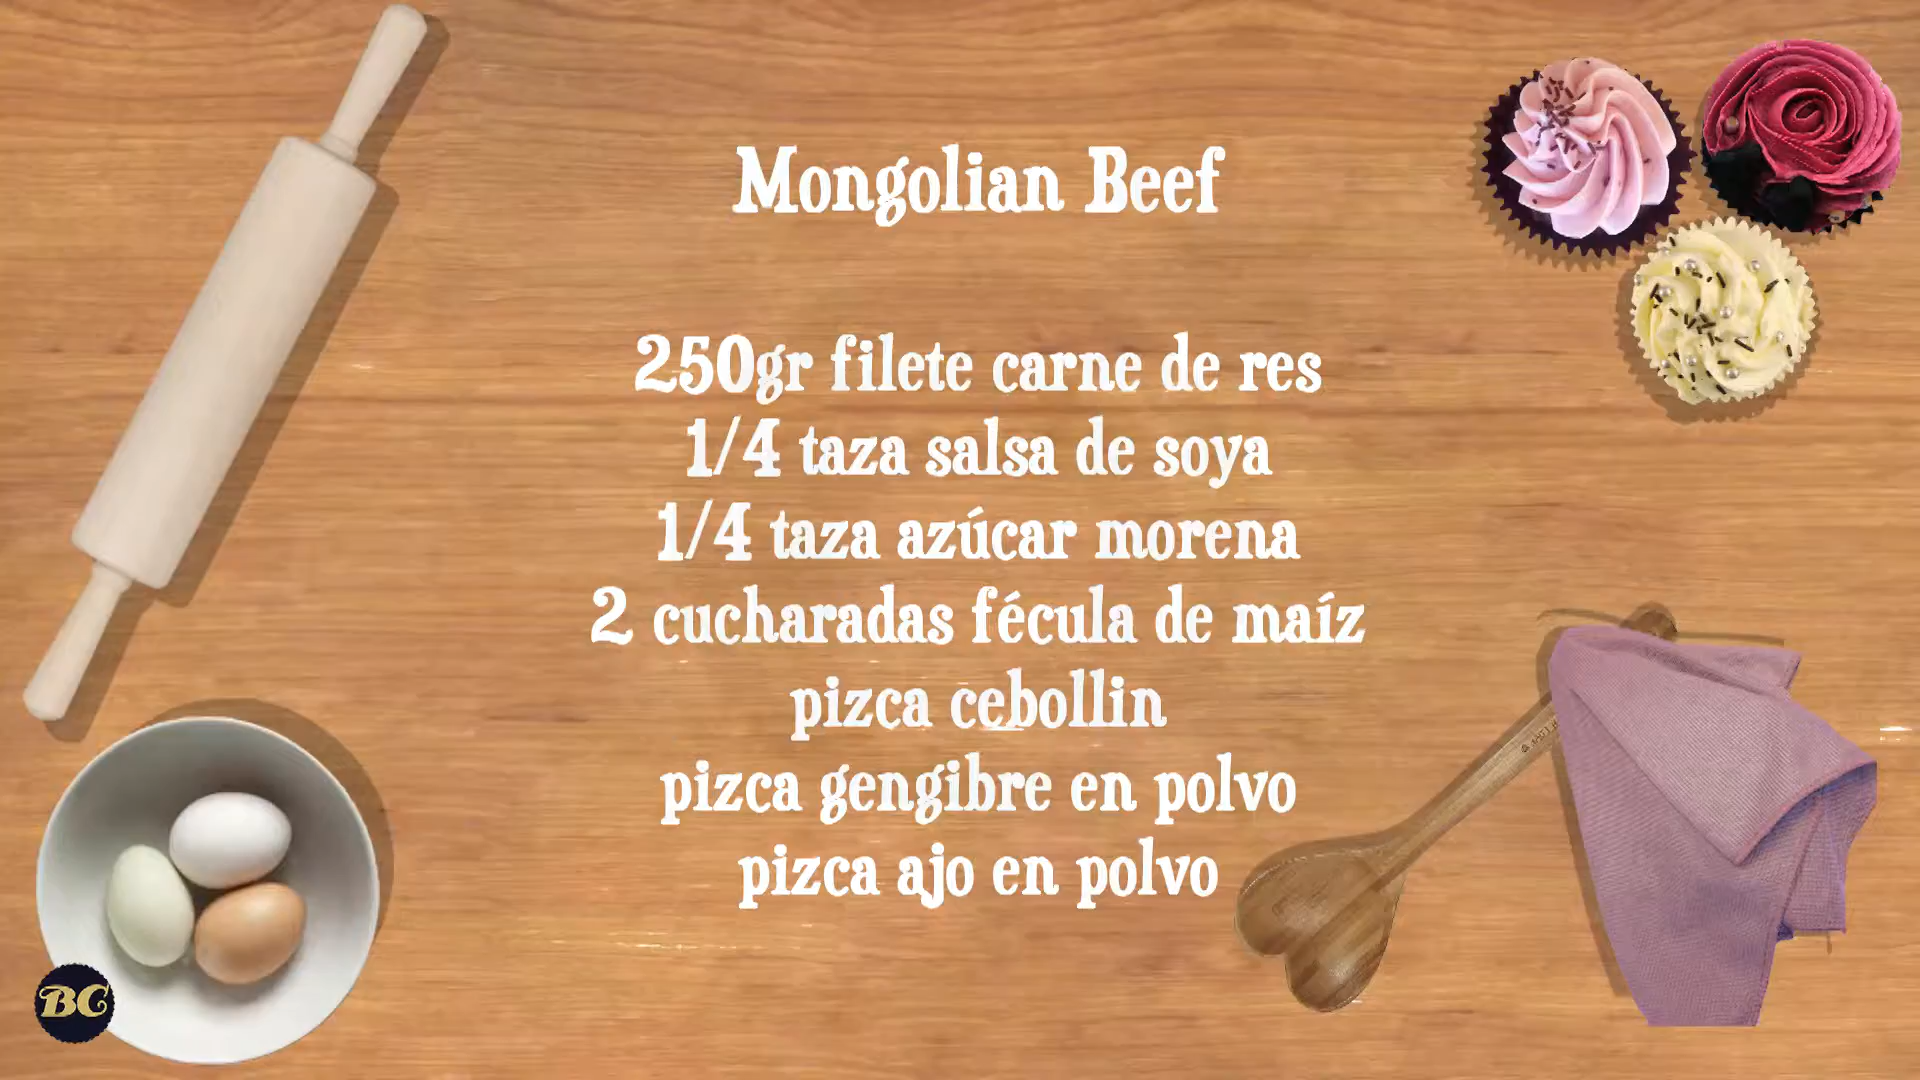 Mongolian Beef
250gr filete carne de res
1/4 taza salsa de soya
1/4 taza azúcar morena
2 cucharadas fécula de maíz
pizca cebollin
pizca gengibre en polvo
pizca ajo en polvo
BC